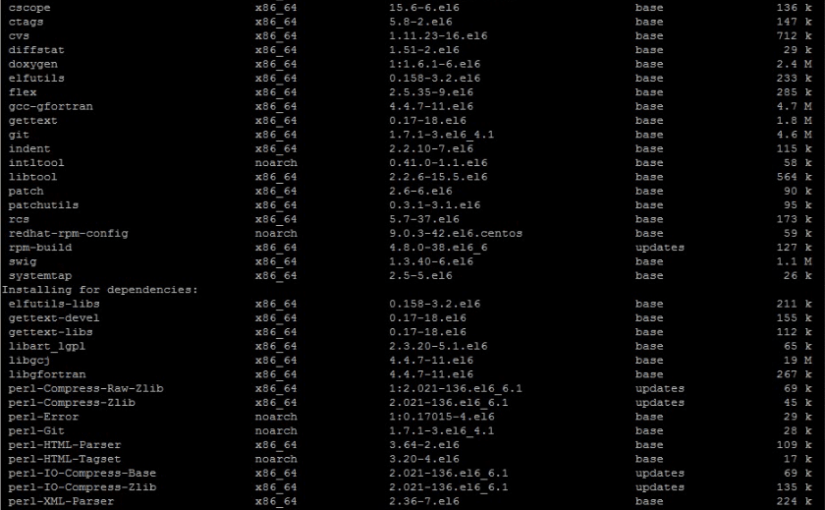 cscope x86_64 15.6-6.el6 base 136 k
ctags x86_64 5.8-2.el6 base 147 k
cvs x86_64 1.11.23-16.el6 base 712 k
diffstat x86_64 1.51-2.el6 base 29 k
doxygen x86_64 1:1.6.1-6.el6 base 2.4 M
elfutils x86_64 0.158-3.2.el6 base 233 k
flex x86_64 2.5.35-9.el6 base 285 k
gcc-gfortran x86_64 4.4.7-11.el6 base 4.7 M
gettext x86_64 0.17-18.el6 base 1.8 M
git x86_64 1.7.1-3.el6_4.1 base 4.6 M
indent x86_64 2.2.10-7.el6 base 115 k
intltool noarch 0.41.0-1.1.el6 base 58 k
libtool x86_64 2.2.6-15.5.el6 base 564 k
patch x86_64 2.6-6.el6 base 90 k
patchutils x86_64 0.3.1-3.1.el6 base 95 k
rcs x86_64 5.7-37.el6 base 173 k
redhat-rpm-config noarch 9.0.3-42.el6.centos base 59 k
rpm-build x86_64 4.8.0-38.el6_6 updates 127 k
swig x86_64 1.3.40-6.el6 base 1.1 M
systemtap x86_64 2.5-5.el6 base 26 k
Installing for dependencies:
elfutils-libs x86_64 0.158-3.2.el6 base 211 k
gettext-devel x86_64 0.17-18.el6 base 155 k
gettext-libs x86_64 0.17-18.el6 base 112 k
libart_lgpl x86_64 2.3.20-5.1.el6 base 65 k
libgcj x86_64 4.4.7-11.el6 base 19 M
libgfortran x86_64 4.4.7-11.el6 base 267 k
perl-Compress-Raw-Zlib x86_64 1:2.021-136.el6_6.1 updates 69 k
perl-Compress-Zlib x86_64 2.021-136.el6_6.1 updates 45 k
perl-Error noarch 1:0.17015-4.el6 base 29 k
perl-Git noarch 1.7.1-3.el6_4.1 base 28 k
perl-HTML-Parser x86_64 3.64-2.el6 base 109 k
perl-HTML-Tagset noarch 3.20-4.el6 base 17 k
perl-IO-Compress-Base x86_64 2.021-136.el6_6.1 updates 69 k
perl-IO-Compress-Zlib x86_64 2.021-136.el6_6.1 updates 135 k
perl-XML-Parser x86_64 2.36-7.el6 base 224 k